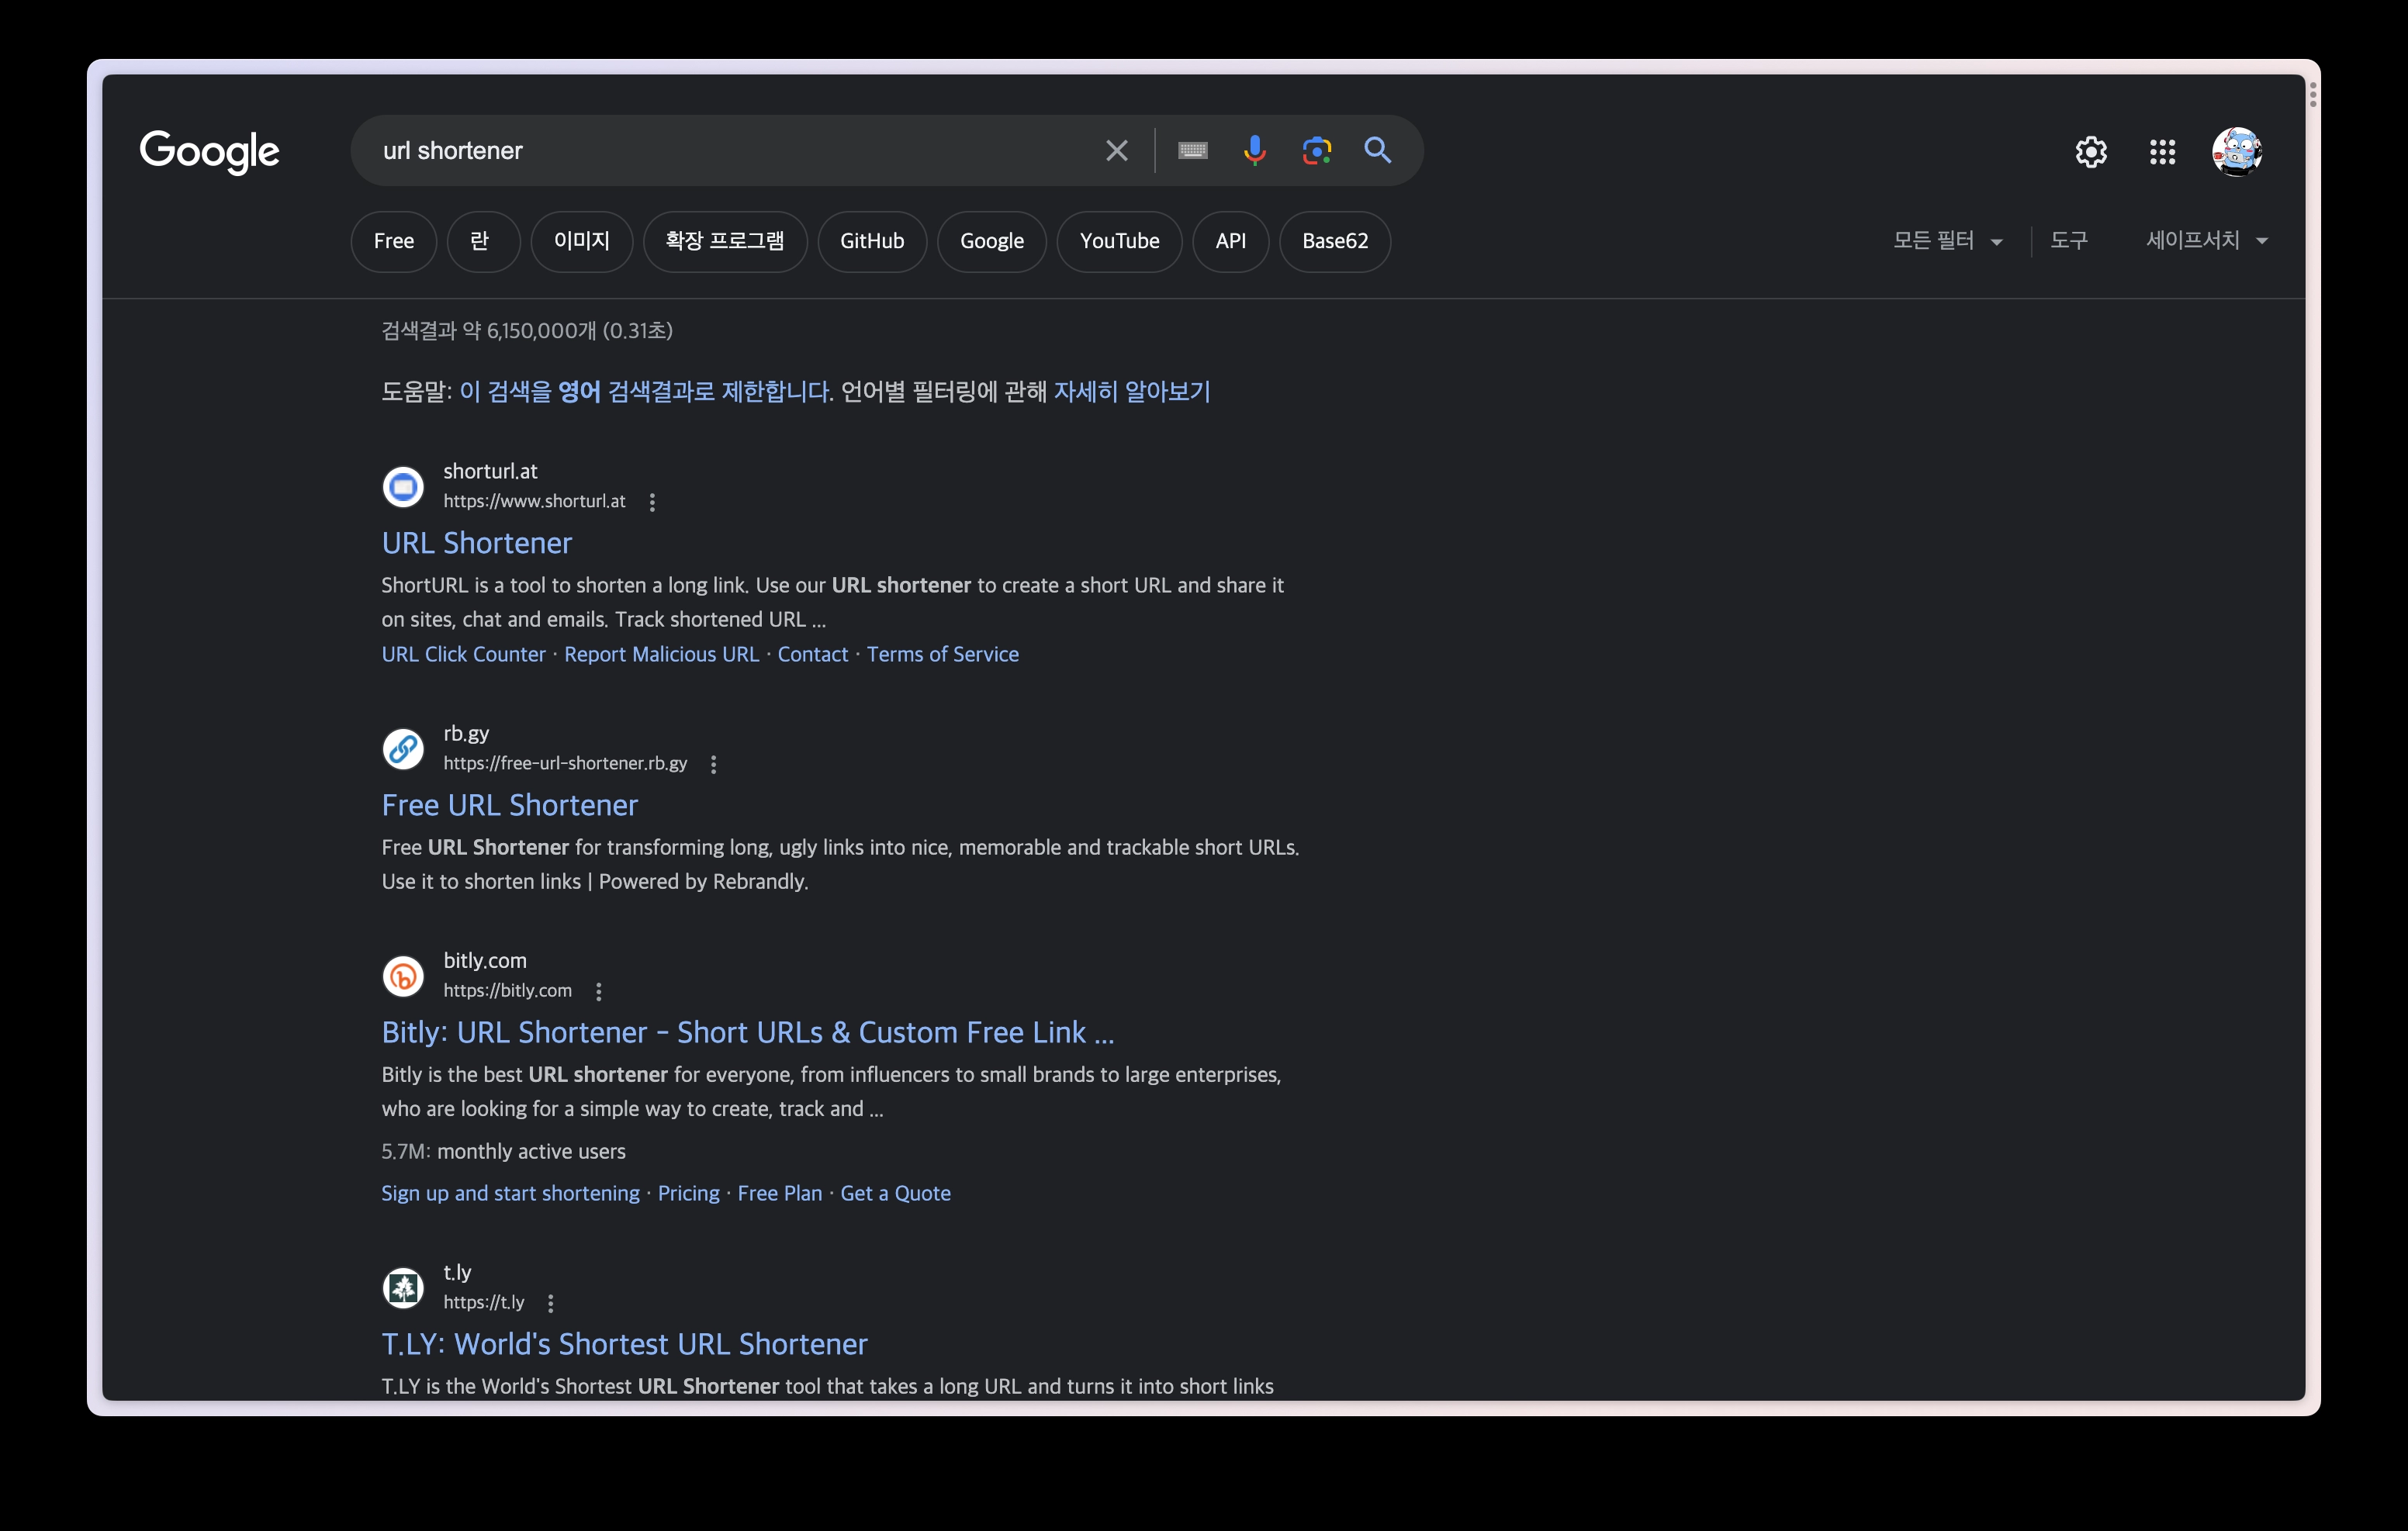 Google
url shortener
Free 란 이미지 확장 프로그램 GitHub Google YouTube API Base62
모든 필터 도구 세이프서치
검색결과 약 6,150,000개 (0.31초)
도움말: 이 검색을 영어 검색결과로 제한합니다. 언어별 필터링에 관해 자세히 알아보기
shorturl.at
https://www.shorturl.at
URL Shortener
ShortURL is a tool to shorten a long link. Use our URL shortener to create a short URL and share it
on sites, chat and emails. Track shortened URL ...
URL Click Counter · Report Malicious URL · Contact · Terms of Service
rb.gy
https://free-url-shortener.rb.gy
Free URL Shortener
Free URL Shortener for transforming long, ugly links into nice, memorable and trackable short URLs.
Use it to shorten links | Powered by Rebrandly.
bitly.com
https://bitly.com
Bitly: URL Shortener - Short URLs & Custom Free Link ...
Bitly is the best URL shortener for everyone, from influencers to small brands to large enterprises,
who are looking for a simple way to create, track and ...
5.7M: monthly active users
Sign up and start shortening · Pricing · Free Plan · Get a Quote
t.ly
https://t.ly
T.LY: World's Shortest URL Shortener
T.LY is the World's Shortest URL Shortener tool that takes a long URL and turns it into short links